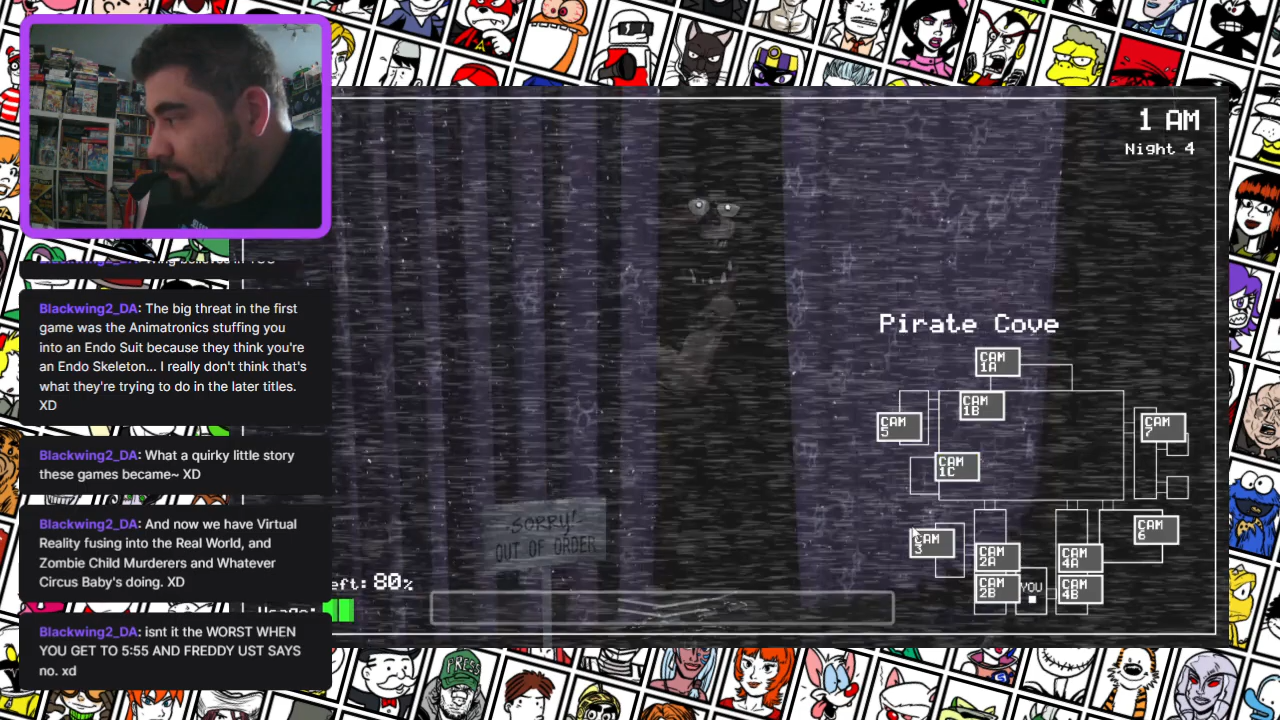 1 AM
Night 4
Blackwing2_DA: The big threat in the first
game was the Animatronics stuffing you
into an Endo Suit because they think you're
an Endo Skeleton... I really don't think that's
what they're trying to do in the later titles.
XD
Blackwing2_DA: What a quirky little story
these games became~ XD
Blackwing2_DA: And now we have Virtual
Reality fusing into the Real World, and
Zombie Child Murderers and Whatever
Circus Baby's doing. XD
Blackwing2_DA: isnt it the WORST WHEN
YOU GET TO 5:55 AND FREDDY UST SAYS
no. xd
Pirate Cove
CAM
1A
CAM
1B
CAM
5
CAM
7
CAM
1C
CAM
3
CAM
6
CAM
2A
CAM
4A
CAM
2B
YOU
CAM
4B
SORRY!
OUT OF ORDER
eft: 80%
Usage:
PRESS